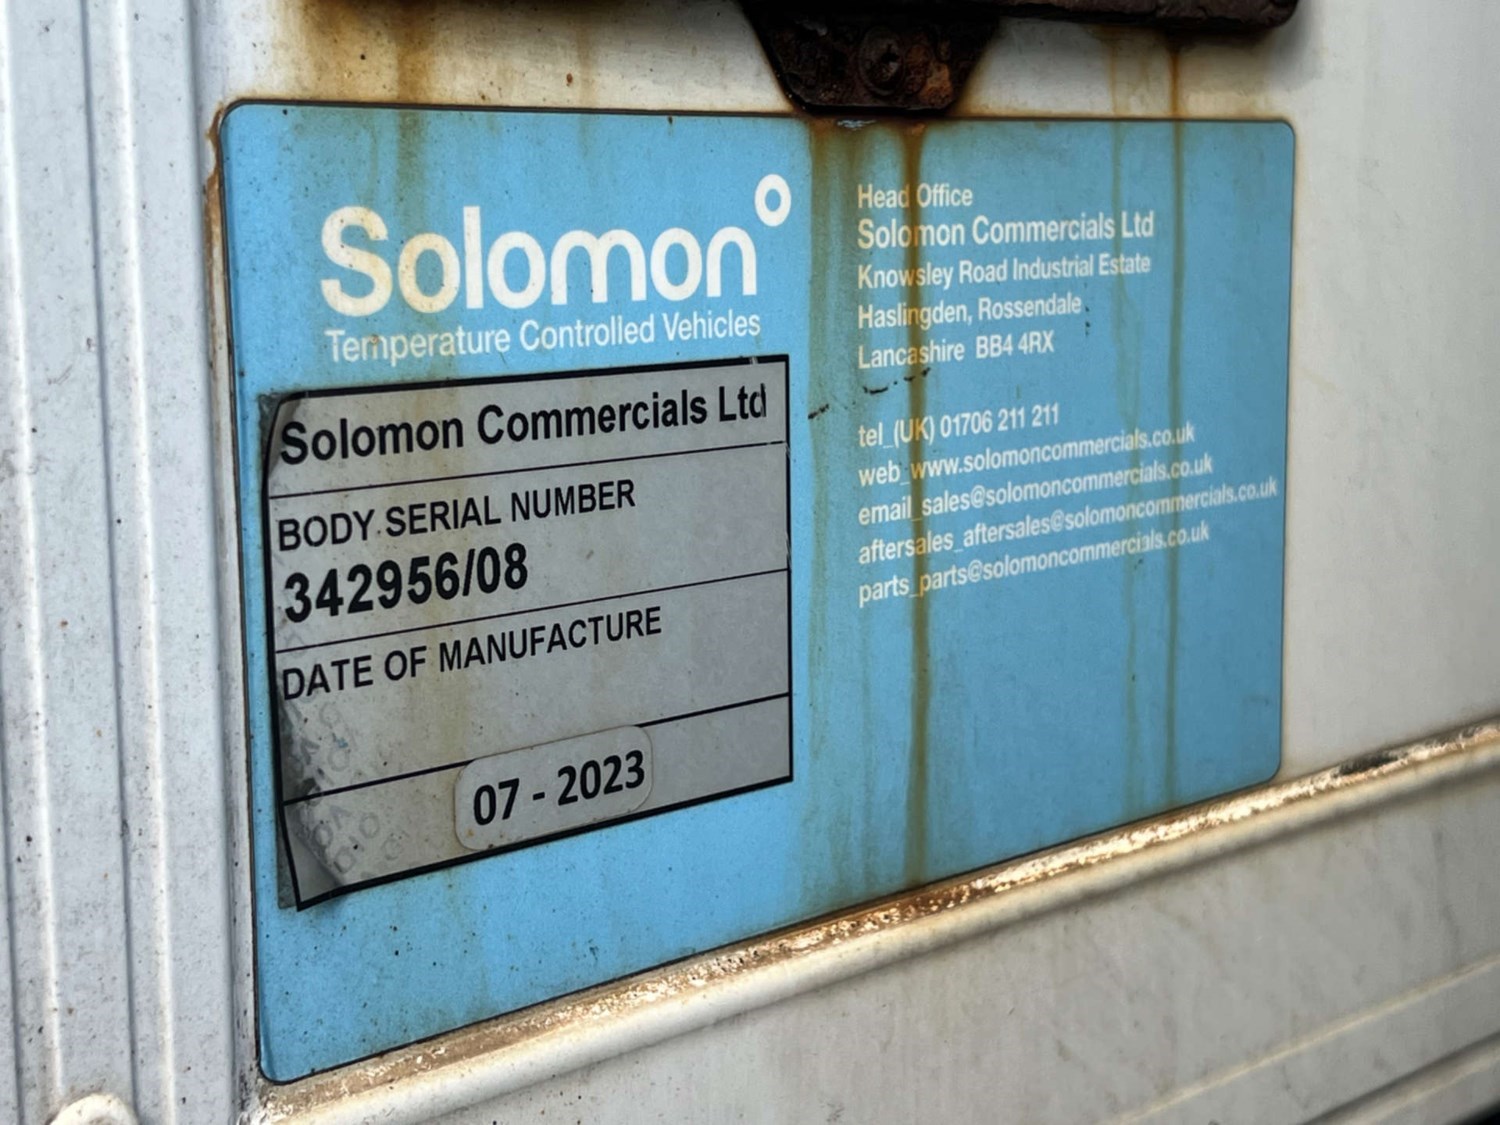 Solomon°
Temperature Controlled Vehicles
Solomon Commercials Ltd
BODY SERIAL NUMBER
342956/08
DATE OF MANUFACTURE
07 - 2023
Head Office
Solomon Commercials Ltd
Knowsley Road Industrial Estate
Haslingden, Rossendale
Lancashire BB4 4RX
tel_(UK) 01706 211 211
web_www.solomoncommercials.co.uk
email_sales@solomoncommercials.co.uk
aftersales_aftersales@solomoncommercials.co.uk
parts_parts@solomoncommercials.co.uk